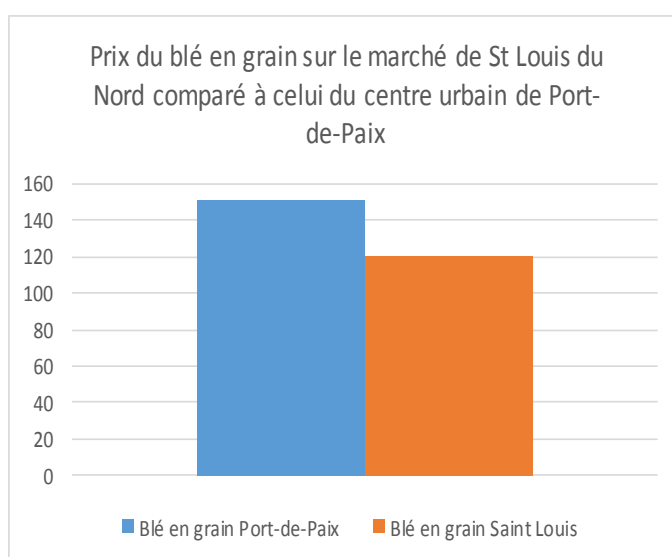 Prix du blé en grain sur le marché de St Louis du
Nord comparé à celui du centre urbain de Port-
de-Paix
160
140
120
100
80
60
40
20
0
Blé en grain Port-de-Paix
Blé en grain Saint Louis